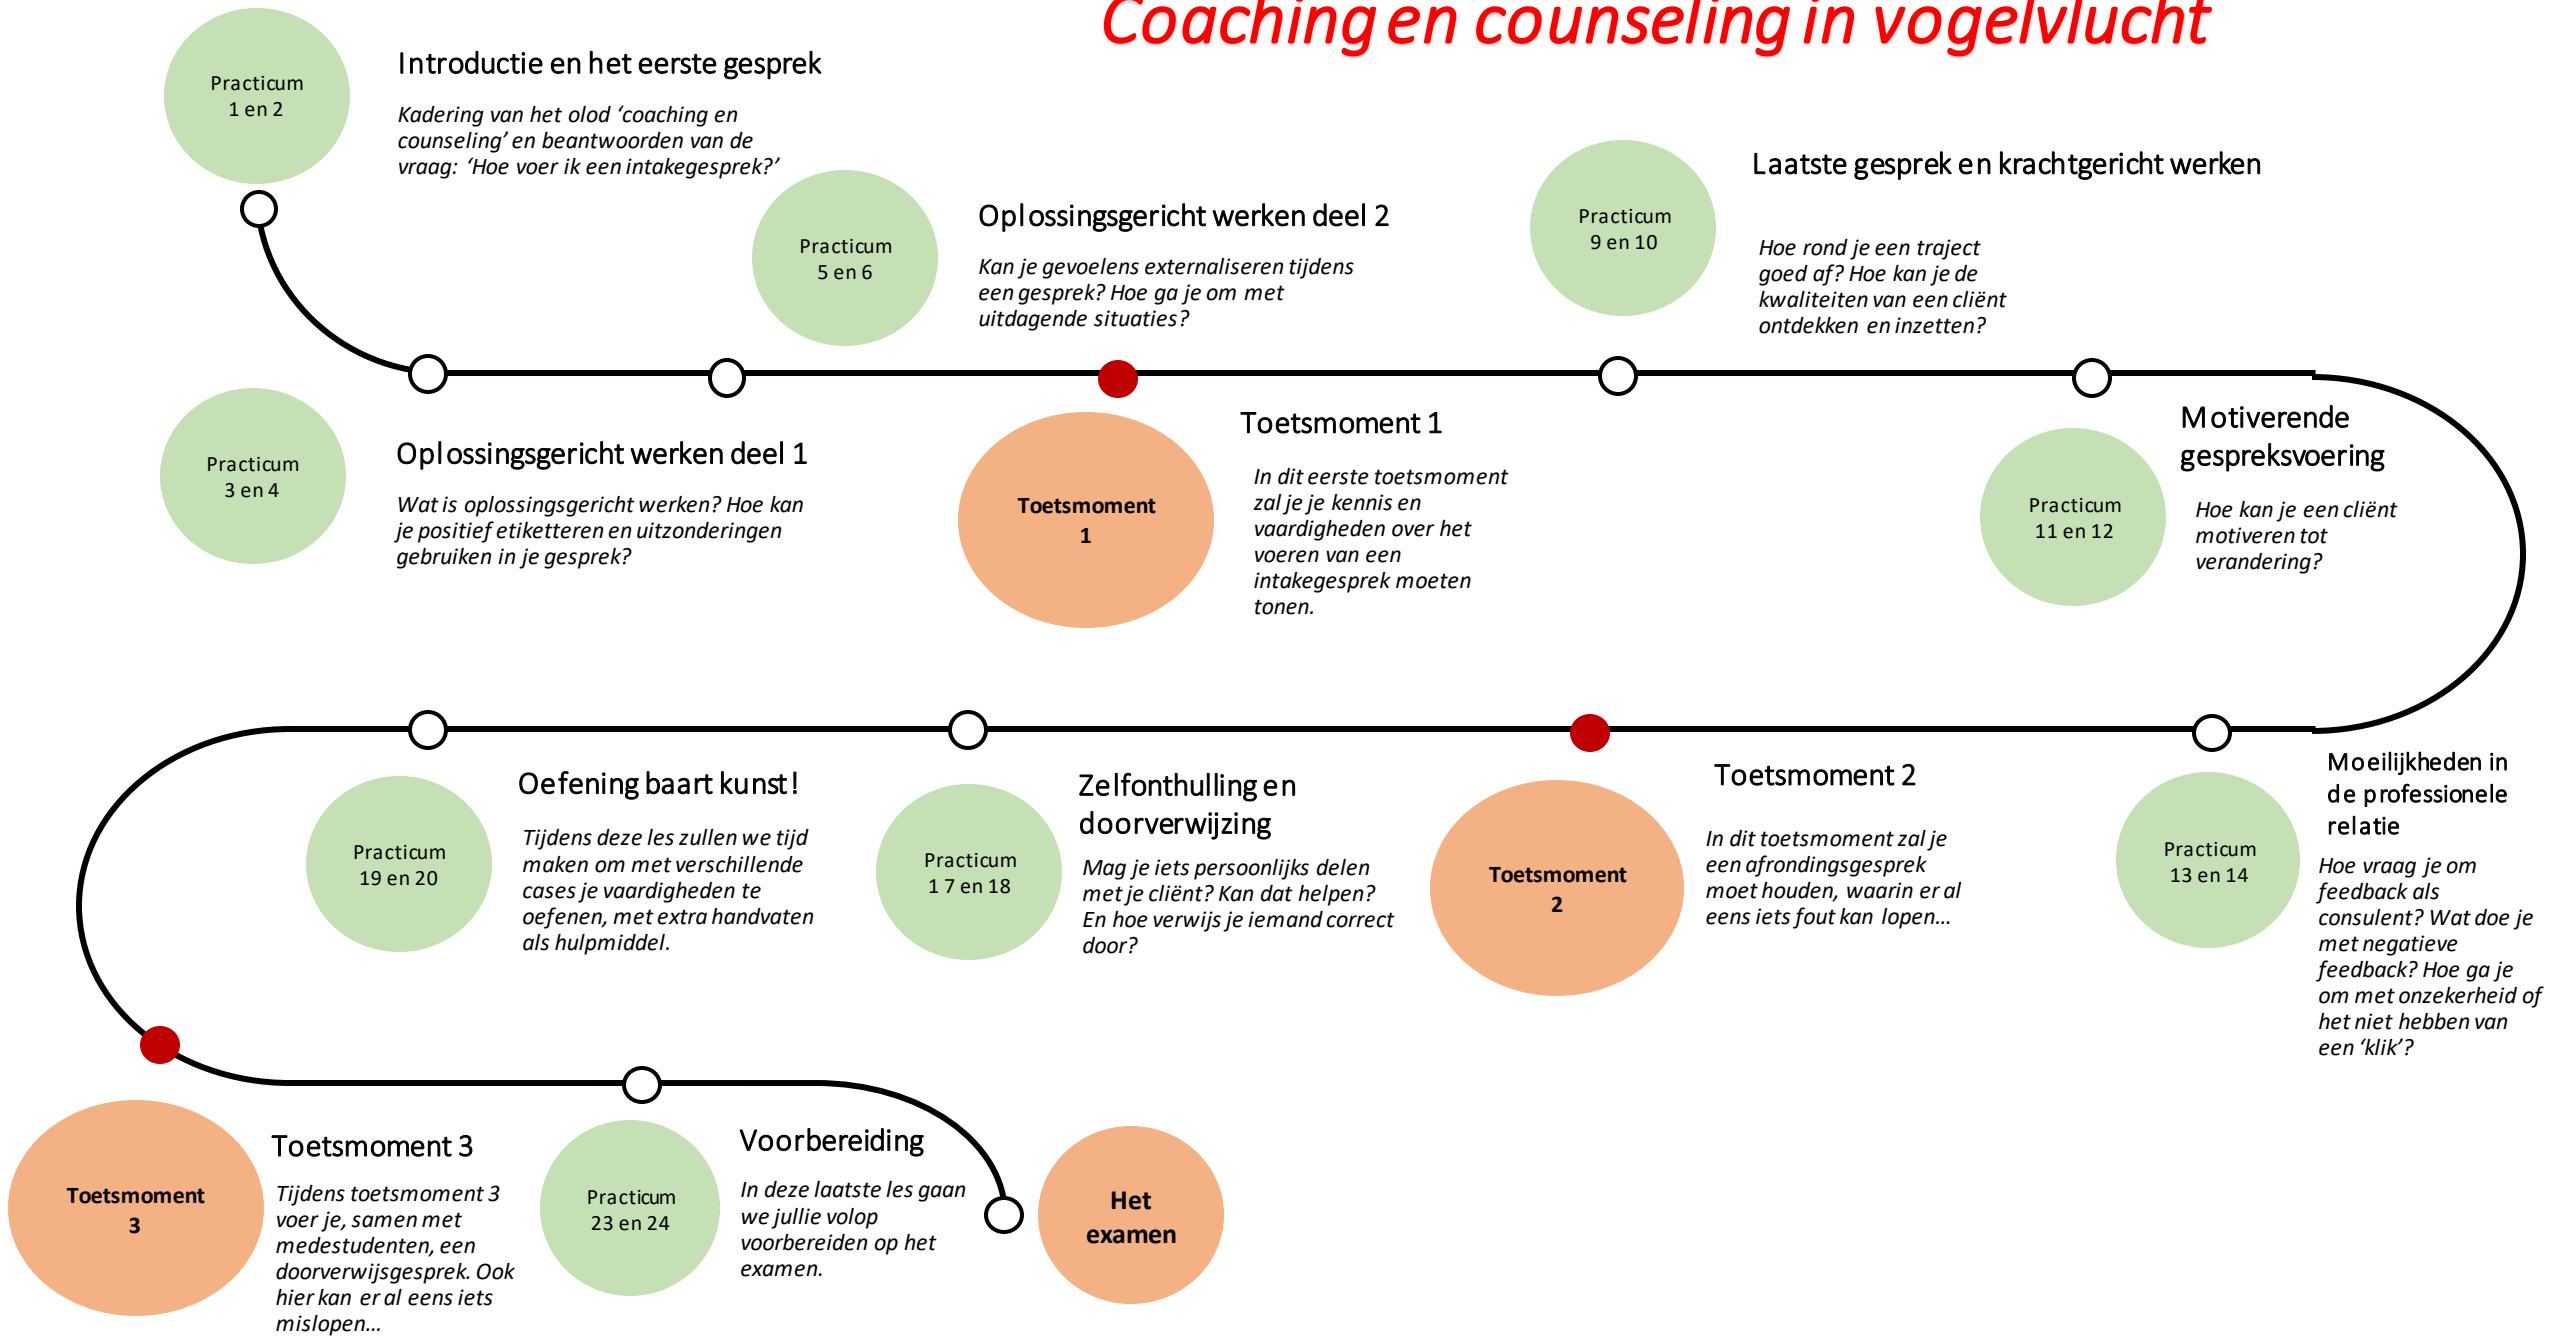 Coaching en counseling in vogelvlucht
Practicum
1 en 2
Introductie en het eerste gesprek
Kadering van het olod ‘coaching en
counseling’ en beantwoorden van de
vraag: ‘Hoe voer ik een intakegesprek?’
Practicum
3 en 4
Oplossingsgericht werken deel 1
Wat is oplossingsgericht werken? Hoe kan
je positief etiketteren en uitzonderingen
gebruiken in je gesprek?
Practicum
5 en 6
Oplossingsgericht werken deel 2
Kan je gevoelens externaliseren tijdens
een gesprek? Hoe ga je om met
uitdagende situaties?
Toetsmoment
1
Toetsmoment 1
In dit eerste toetsmoment
zal je je kennis en
vaardigheden over het
voeren van een
intakegesprek moeten
tonen.
Practicum
9 en 10
Laatste gesprek en krachtgericht werken
Hoe rond je een traject
goed af? Hoe kan je de
kwaliteiten van een cliënt
ontdekken en inzetten?
Practicum
11 en 12
Motiverende
gespreksvoering
Hoe kan je een cliënt
motiveren tot
verandering?
Practicum
13 en 14
Moeilijkheden in
de professionele
relatie
Hoe vraag je om
feedback als
consulent? Wat doe je
met negatieve
feedback? Hoe ga je
om met onzekerheid of
het niet hebben van
een ‘klik’?
Toetsmoment
2
Toetsmoment 2
In dit toetsmoment zal je
een afrondingsgesprek
moet houden, waarin er al
eens iets fout kan lopen…
Practicum
1 7 en 18
Zelfonthulling en
doorverwijzing
Mag je iets persoonlijks delen
met je cliënt? Kan dat helpen?
En hoe verwijs je iemand correct
door?
Practicum
19 en 20
Oefening baart kunst!
Tijdens deze les zullen we tijd
maken om met verschillende
cases je vaardigheden te
oefenen, met extra handvaten
als hulpmiddel.
Toetsmoment
3
Toetsmoment 3
Tijdens toetsmoment 3
voer je, samen met
medestudenten, een
doorverwijsgesprek. Ook
hier kan er al eens iets
mislopen…
Practicum
23 en 24
Voorbereiding
In deze laatste les gaan
we jullie volop
voorbereiden op het
examen.
Het
examen